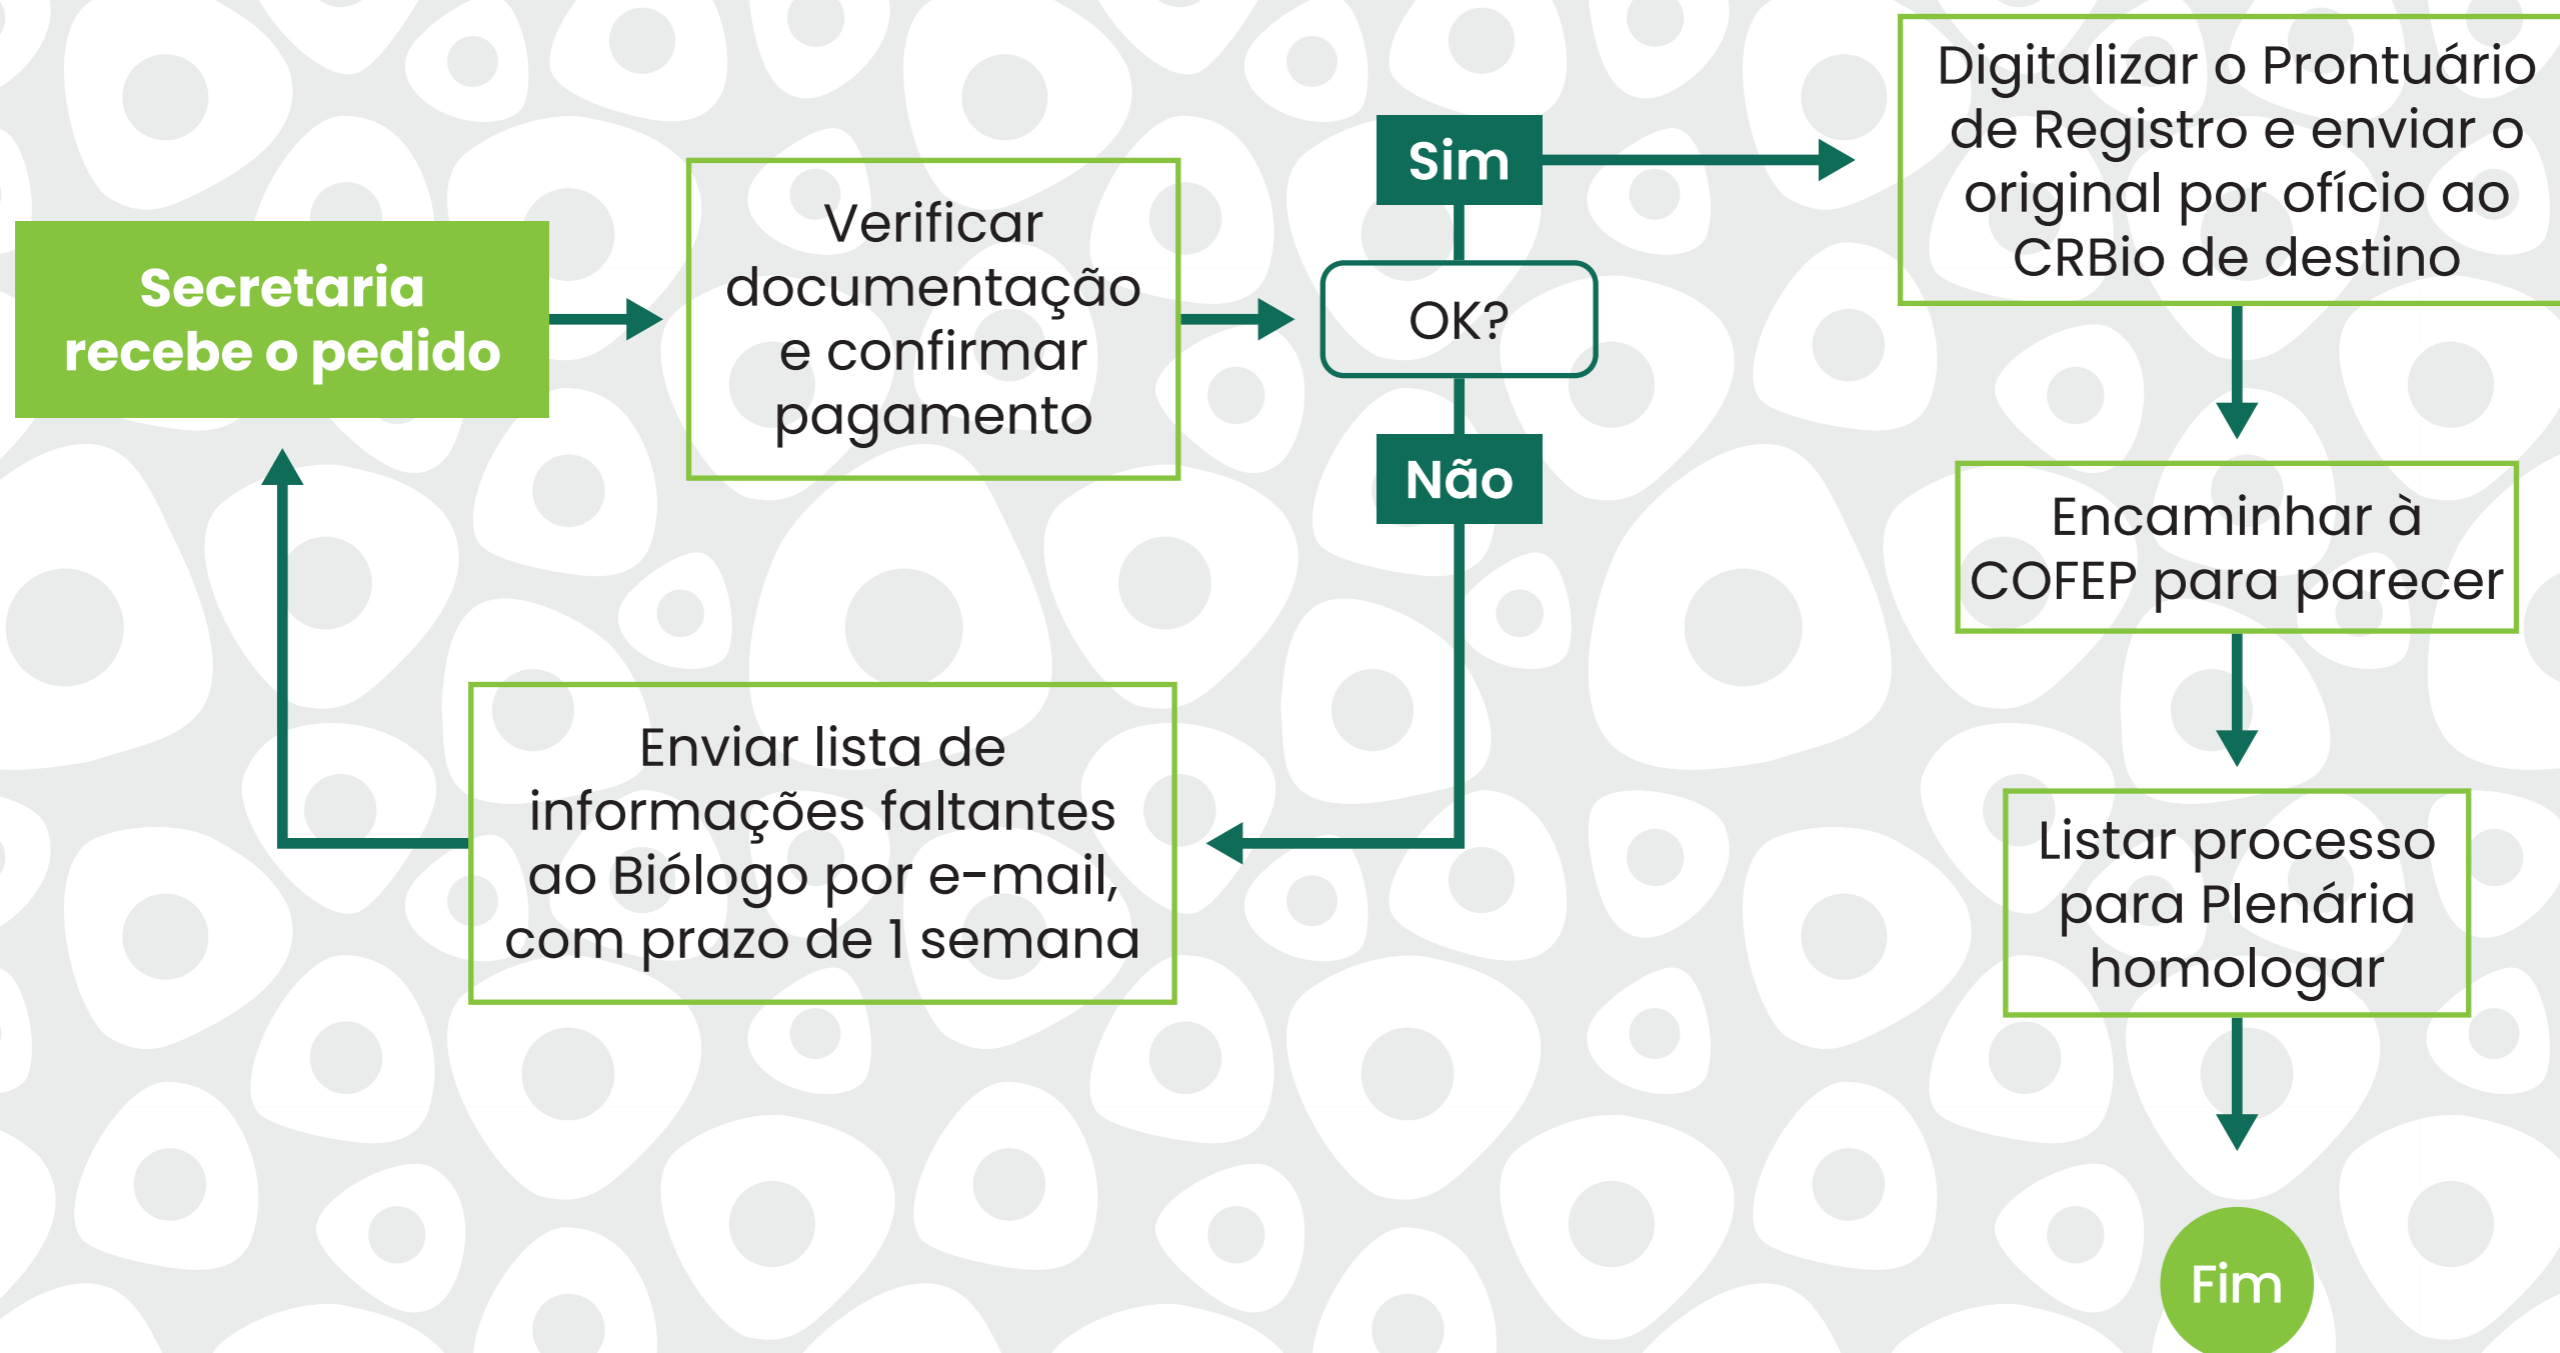 Secretaria
recebe o pedido
Verificar
documentação
e confirmar
pagamento
Sim
OK?
Não
Digitalizar o Prontuário
de Registro e enviar o
original por ofício ao
CRBio de destino
Encaminhar à
COFEP para parecer
Listar processo
para Plenária
homologar
Enviar lista de
informações faltantes
ao Biólogo por e-mail,
com prazo de 1 semana
Fim